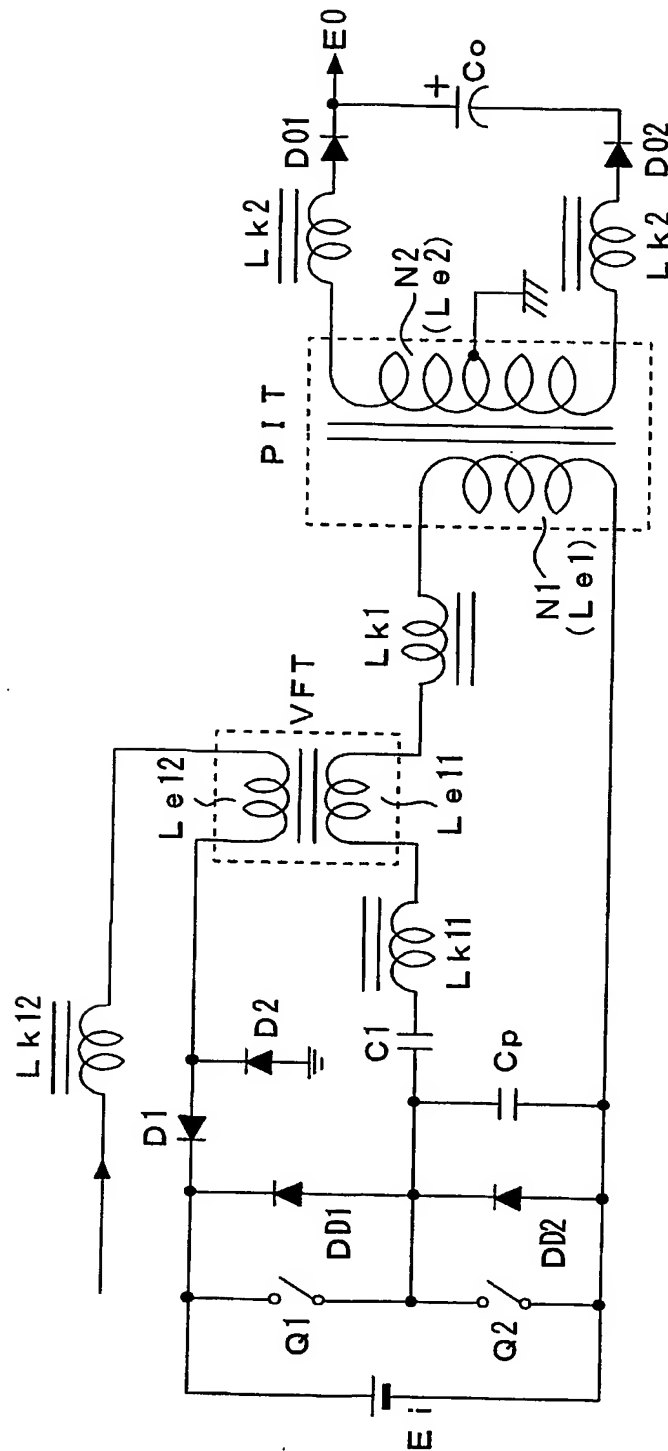 Lk12
Le12
VFT
Le11
Lk11
Lk1
PIT
N1
(Le1)
N2
(Le2)
Lk2
D01
E0
+
Co
Lk2
D02
D1
D2
C1
Cp
DD1
DD2
Q1
Q2
Ei